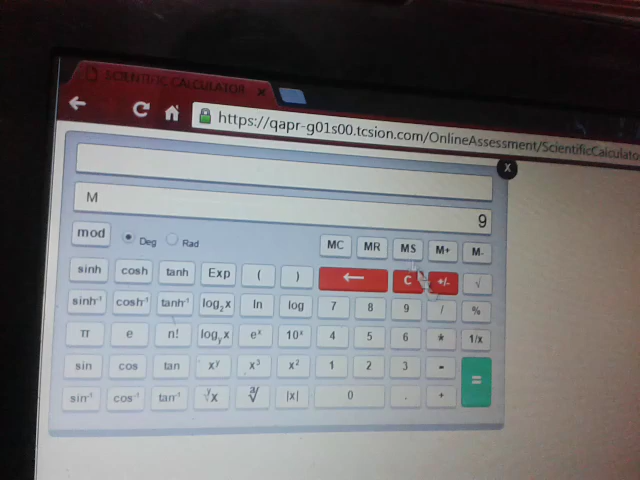 SCIENTIFIC CALCULATOR x
https://qapr-g01s00.tcsion.com/OnlineAssessment/ScientificCalculato
X
M 9
mod Deg Rad MC MR MS M+ M-
sinh cosh tanh Exp ( ) ← C +/- √
sinh⁻¹ cosh⁻¹ tanh⁻¹ log₂x ln log 7 8 9 / %
π e n! logᵧx eˣ 10ˣ 4 5 6 * 1/x
sin cos tan xʸ x³ x² 1 2 3 - =
sin⁻¹ cos⁻¹ tan⁻¹ ʸ√x ³√ |x| 0 . +